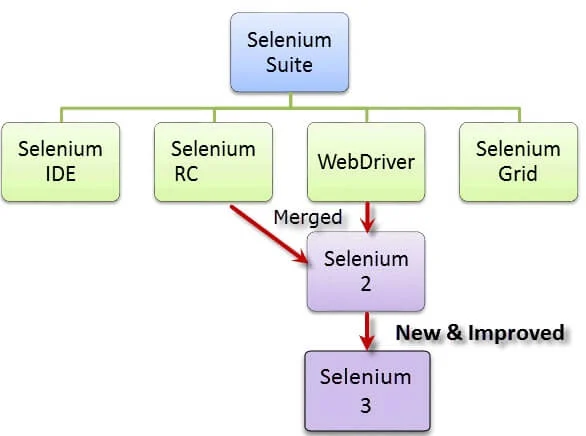 Selenium
Suite
Selenium
IDE
Selenium
RC
WebDriver
Selenium
Grid
Merged
Selenium
2
New & Improved
Selenium
3